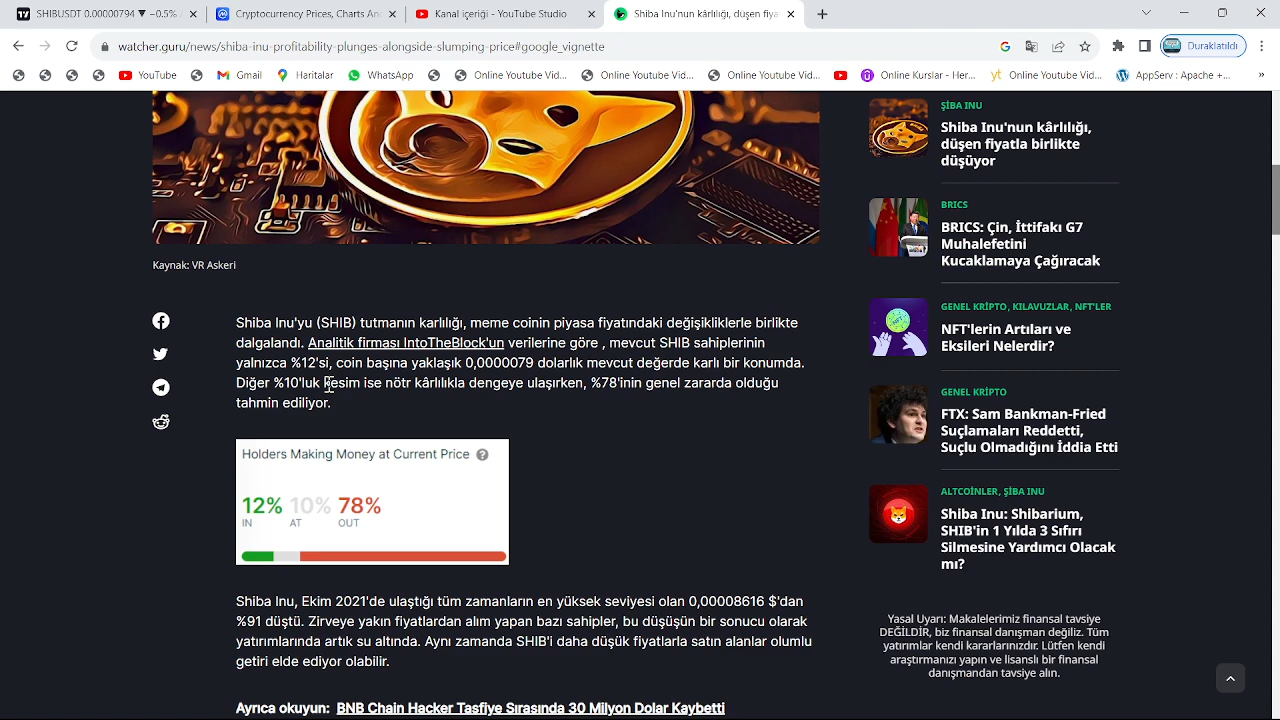 SHIBUSDT 0.00000794 ▼ −0.5% A
Cryptocurrency Prices, Charts An
Kanal içeriği - YouTube Studio
Shiba Inu'nun kârlılığı, düşen fiya
watcher.guru/news/shiba-inu-profitability-plunges-alongside-slumping-price#google_vignette
Duraklatıldı
YouTube
Gmail
Haritalar
WhatsApp
Online Youtube Vid...
Online Youtube Vid...
Online Youtube Vid...
Online Kurslar - Her...
Online Youtube Vid...
AppServ : Apache +...
Kaynak: VR Askeri
Shiba Inu'yu (SHIB) tutmanın karlılığı, meme coinin piyasa fiyatındaki değişikliklerle birlikte
dalgalandı. Analitik firması IntoTheBlock'un verilerine göre , mevcut SHIB sahiplerinin
yalnızca %12'si, coin başına yaklaşık 0,0000079 dolarlık mevcut değerde karlı bir konumda.
Diğer %10'luk kesim ise nötr kârlılıkla dengeye ulaşırken, %78'inin genel zararda olduğu
tahmin ediliyor.
Holders Making Money at Current Price ?
12% 10% 78%
IN AT OUT
Shiba Inu, Ekim 2021'de ulaştığı tüm zamanların en yüksek seviyesi olan 0,00008616 $'dan
%91 düştü. Zirveye yakın fiyatlardan alım yapan bazı sahipler, bu düşüşün bir sonucu olarak
yatırımlarında artık su altında. Aynı zamanda SHIB'i daha düşük fiyatlarla satın alanlar olumlu
getiri elde ediyor olabilir.
Ayrıca okuyun: BNB Chain Hacker Tasfiye Sırasında 30 Milyon Dolar Kaybetti
ŞİBA INU
Shiba Inu'nun kârlılığı,
düşen fiyatla birlikte
düşüyor
BRICS
BRICS: Çin, İttifakı G7
Muhalefetini
Kucaklamaya Çağıracak
GENEL KRİPTO, KILAVUZLAR, NFT'LER
NFT'lerin Artıları ve
Eksileri Nelerdir?
GENEL KRİPTO
FTX: Sam Bankman-Fried
Suçlamaları Reddetti,
Suçlu Olmadığını İddia Etti
ALTCOİNLER, ŞİBA INU
Shiba Inu: Shibarium,
SHIB'in 1 Yılda 3 Sıfırı
Silmesine Yardımcı Olacak
mı?
Yasal Uyarı: Makalelerimiz finansal tavsiye
DEĞİLDİR, biz finansal danışman değiliz. Tüm
yatırımlar kendi kararlarınızdır. Lütfen kendi
araştırmanızı yapın ve lisanslı bir finansal
danışmandan tavsiye alın.